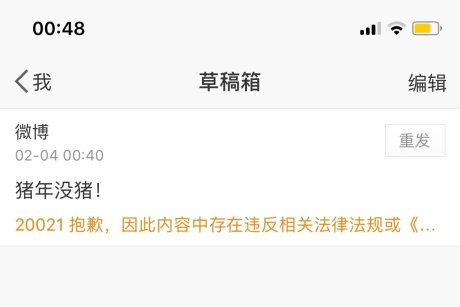 00:48
我 草稿箱 编辑
微博
02-04 00:40
重发
猪年没猪！
20021 抱歉，因此内容中存在违反相关法律法规或《...